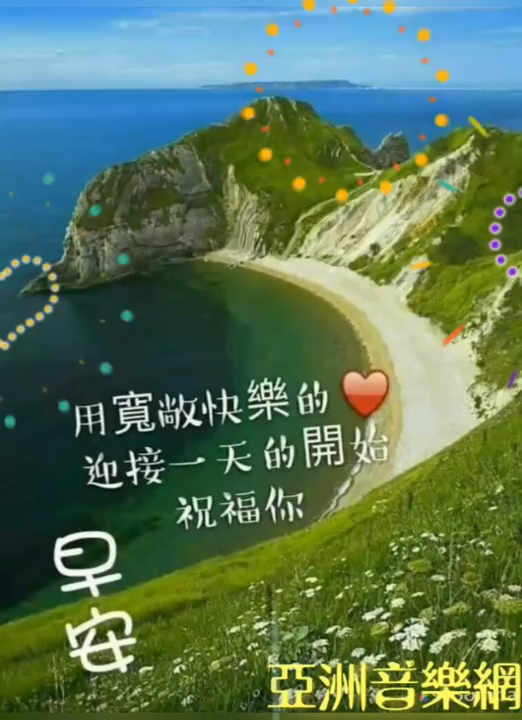 用寬敞快樂的❤️
迎接一天的開始
祝福你
早安
亞洲音樂網